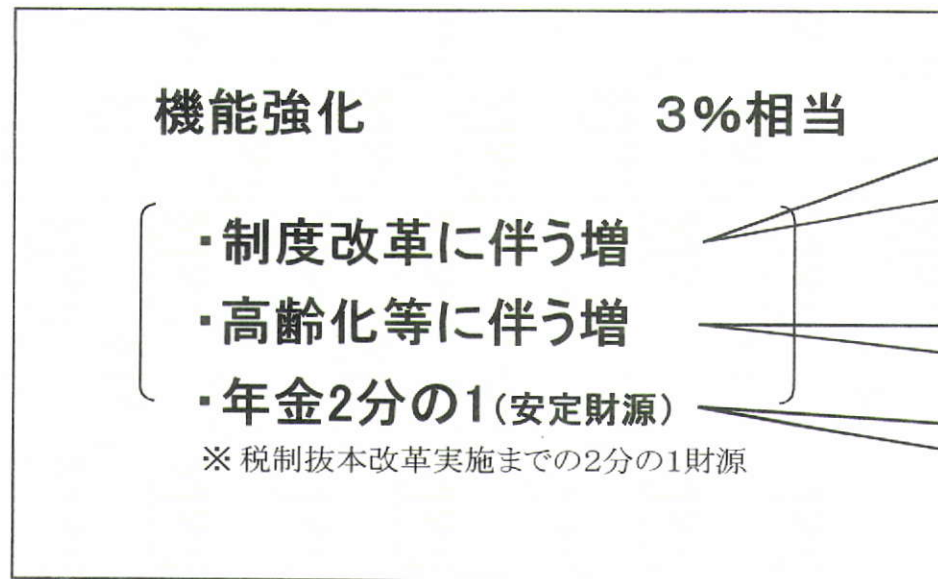 機能強化 3%相当
・制度改革に伴う増
・高齢化等に伴う増
・年金2分の1(安定財源)
※ 税制抜本改革実施までの2分の1財源